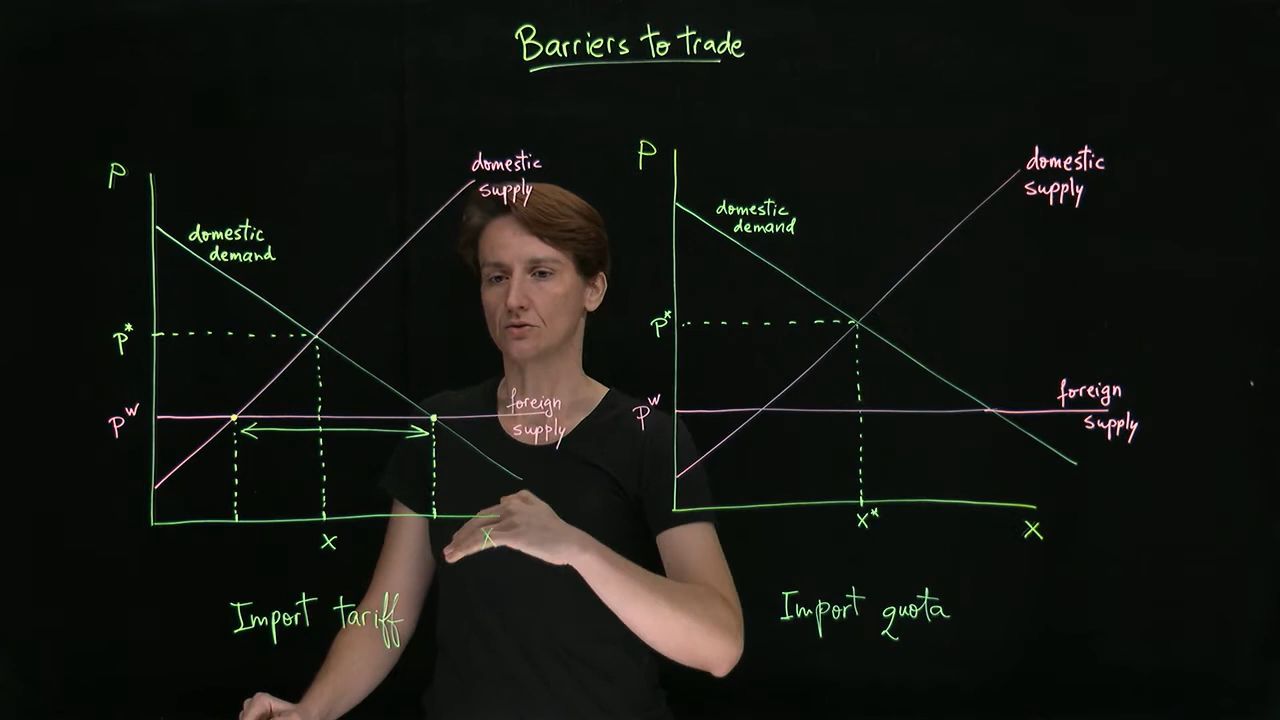 Barriers to trade
P
domestic
supply
domestic
demand
P*
P^W
foreign
supply
X
X
Import tariff
P
domestic
supply
domestic
demand
P*
P^W
foreign
supply
X*
X
Import quota